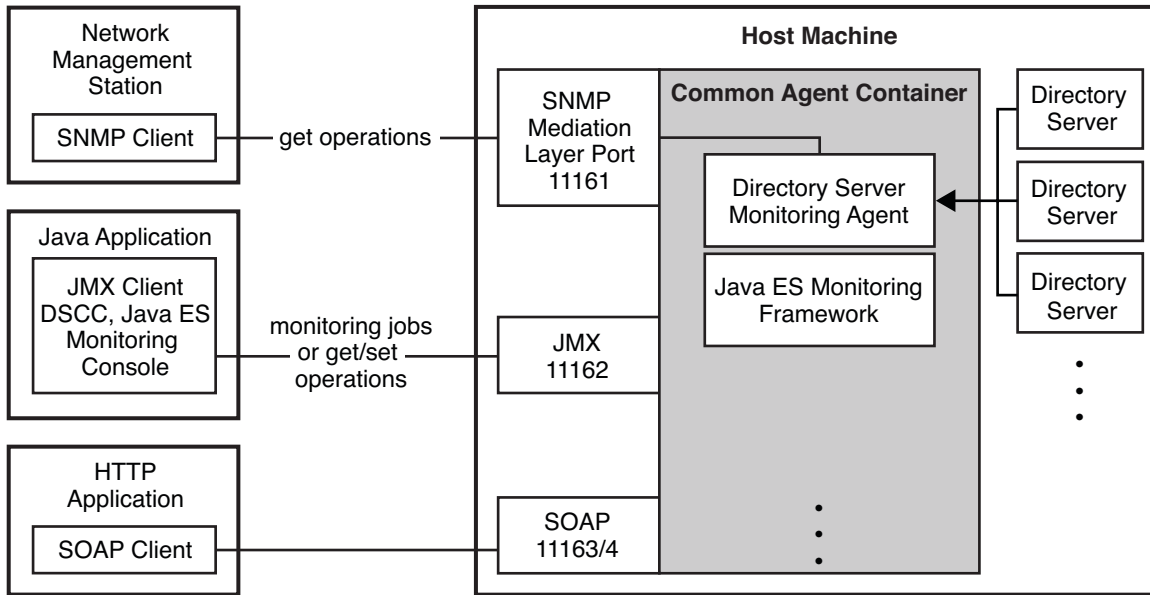 Network
Management
Station
SNMP Client
get operations
Java Application
JMX Client
DSCC, Java ES
Monitoring
Console
monitoring jobs
or get/set
operations
HTTP
Application
SOAP Client
Host Machine
SNMP
Mediation
Layer Port
11161
JMX
11162
SOAP
11163/4
Common Agent Container
Directory Server
Monitoring Agent
Java ES Monitoring
Framework
Directory
Server
Directory
Server
Directory
Server